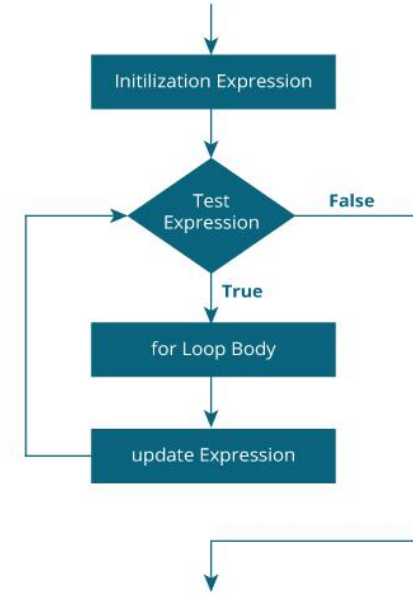 Initilization Expression
Test
Expression
False
True
for Loop Body
update Expression